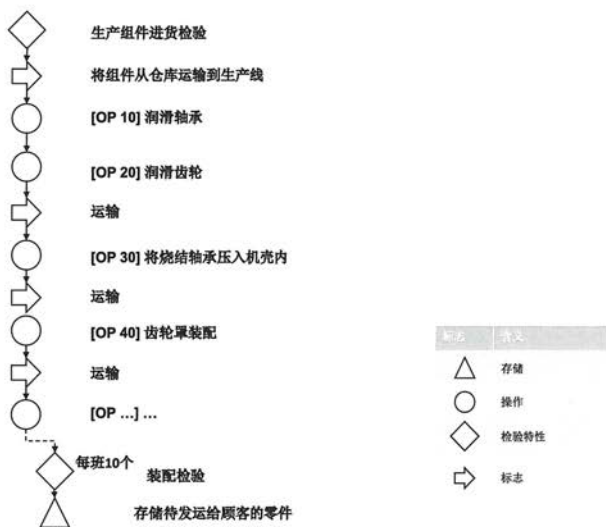 生产组件进货检验
将组件从仓库运输到生产线
[OP 10] 润滑轴承
[OP 20] 润滑齿轮
运输
[OP 30] 将烧结轴承压入机壳内
运输
[OP 40] 齿轮罩装配
运输
[OP ...] ...
每班10个
装配检验
存储待发运给顾客的零件
标志 含义
存储
操作
检验特性
标志